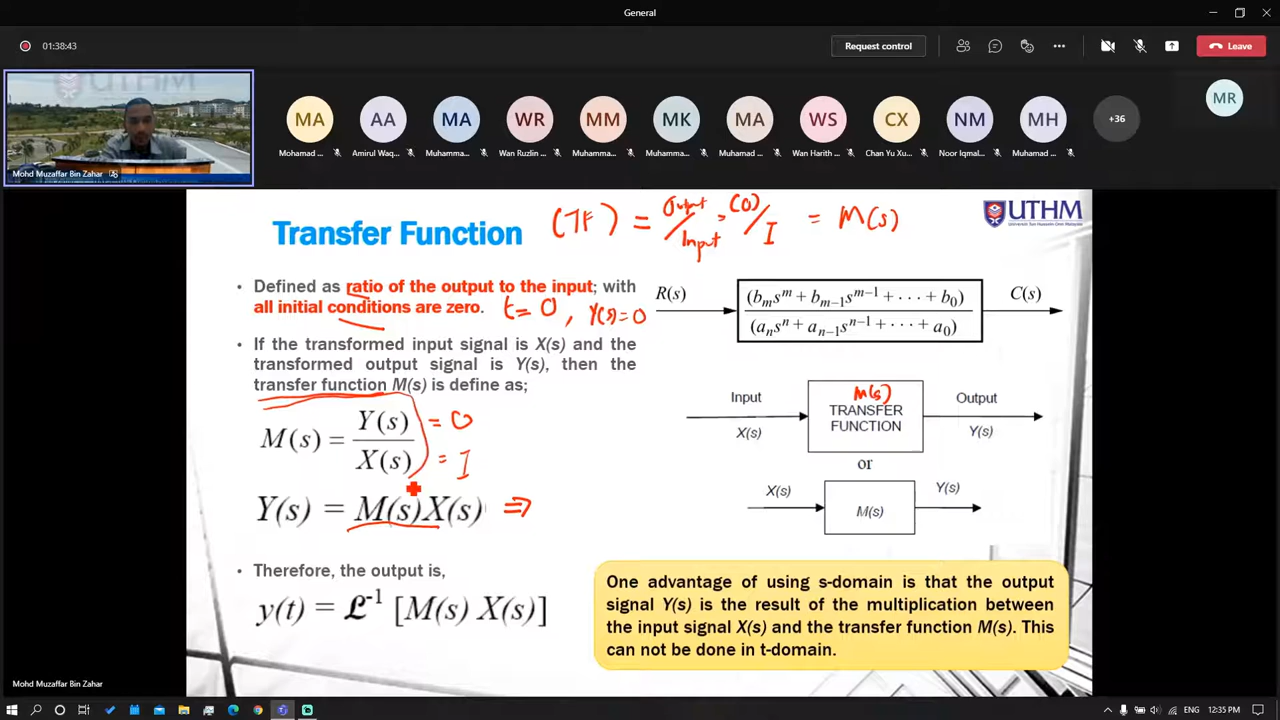 General
01:38:43
Request control
Leave
UTHM
MA
AA
MA
WR
MM
MK
MA
WS
CX
NM
MH
+36
MR
Mohamad ...
Amirul Waq...
Muhamma...
Wan Ruzlin ...
Muhamma...
Muhamma...
Muhamad ...
Wan Harith ...
Chan Yu Xu...
Noor Iqmal...
Muhamad ...
Mohd Muzaffar Bin Zahar
Transfer Function
(TF) = Output/Input = (O)/I = M(s)
UTHM
• Defined as ratio of the output to the input; with
all initial conditions are zero. t = 0, Y(s) = 0
• If the transformed input signal is X(s) and the
transformed output signal is Y(s), then the
transfer function M(s) is define as;
M(s) = Y(s)/X(s)
= O
= I
Y(s) = M(s)X(s) ⇒
• Therefore, the output is,
y(t) = ℒ⁻¹ [M(s) X(s)]
R(s)
(bₘsᵐ + bₘ₋₁sᵐ⁻¹ + . . . + b₀)
(aₙsⁿ + aₙ₋₁sⁿ⁻¹ + . . . + a₀)
C(s)
Input
X(s)
M(s)
TRANSFER
FUNCTION
Output
Y(s)
or
X(s)
M(s)
Y(s)
One advantage of using s-domain is that the output
signal Y(s) is the result of the multiplication between
the input signal X(s) and the transfer function M(s). This
can not be done in t-domain.
Mohd Muzaffar Bin Zahar
12:35 PM